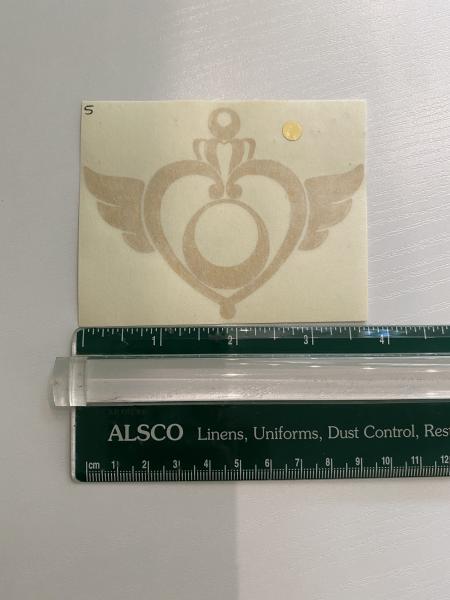 5
1 2 3 4
ALSCO Linens, Uniforms, Dust Control, Res
cm 1 2 3 4 5 6 7 8 9 10 11 12